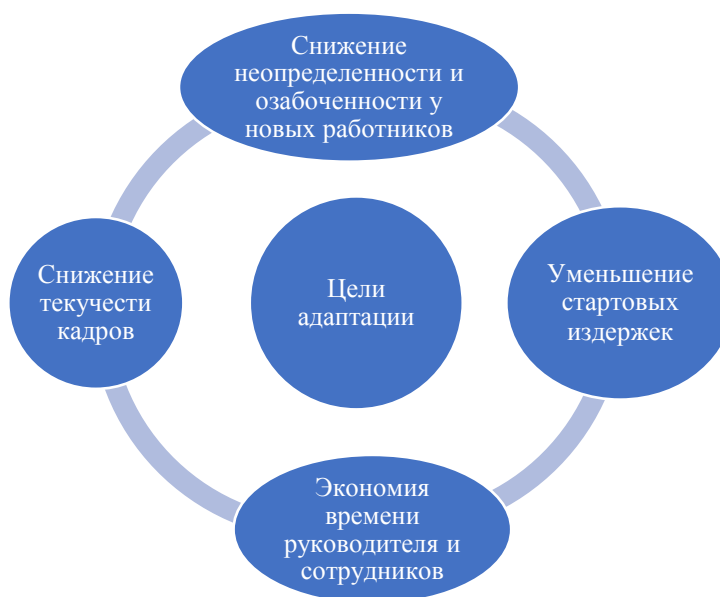 Снижение
неопределенности и
озабоченности у
новых работников
Снижение
текучести
кадров
Цели
адаптации
Уменьшение
стартовых
издержек
Экономия
времени
руководителя и
сотрудников